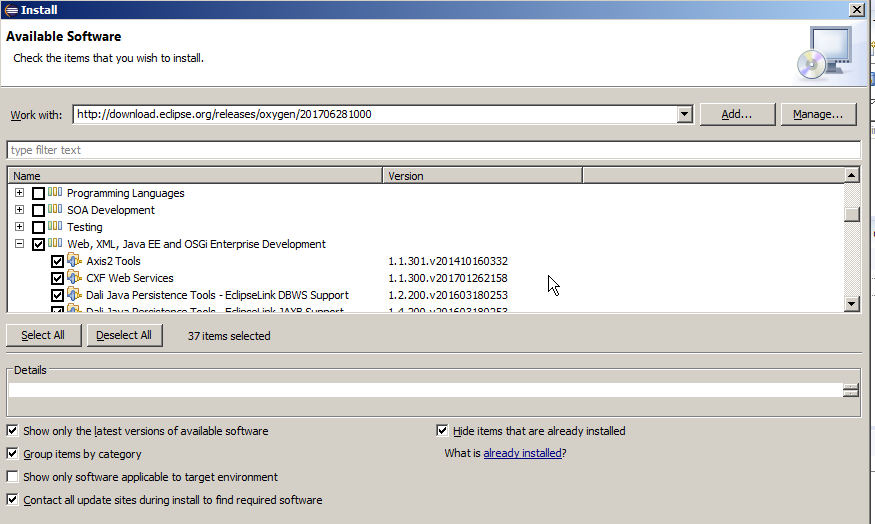 Install
Available Software
Check the items that you wish to install.
Work with: http://download.eclipse.org/releases/oxygen/201706281000 Add... Manage...
type filter text
Name Version
Programming Languages
SOA Development
Testing
Web, XML, Java EE and OSGi Enterprise Development
Axis2 Tools 1.1.301.v201410160332
CXF Web Services 1.1.300.v201701262158
Dali Java Persistence Tools - EclipseLink DBWS Support 1.2.200.v201603180253
Dali Java Persistence Tools - EclipseLink JAXB Support 1.4.200.v201603180253
Select All Deselect All 37 items selected
Details
Show only the latest versions of available software Hide items that are already installed
Group items by category What is already installed?
Show only software applicable to target environment
Contact all update sites during install to find required software